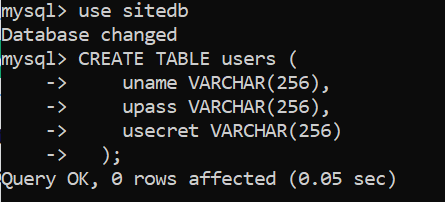 mysql> use sitedb
Database changed
mysql> CREATE TABLE users (
    ->     uname VARCHAR(256),
    ->     upass VARCHAR(256),
    ->     usecret VARCHAR(256)
    ->   );
Query OK, 0 rows affected (0.05 sec)